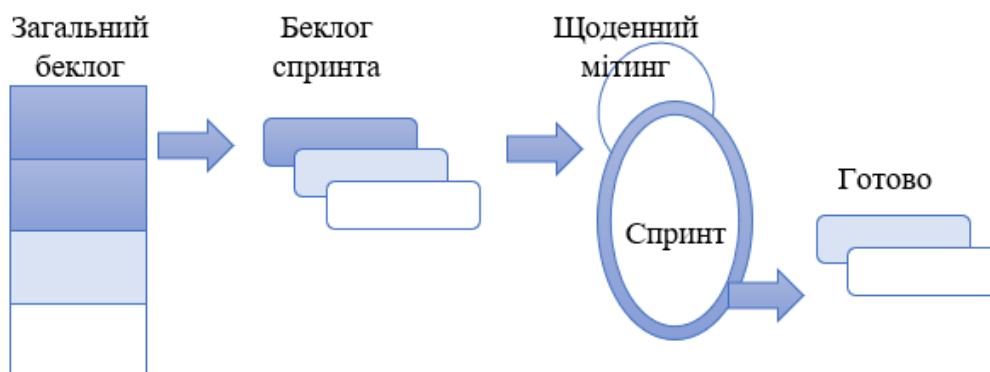 Загальний
беклог
Беклог
спринта
Щоденний
мітинг
Готово
Спринт